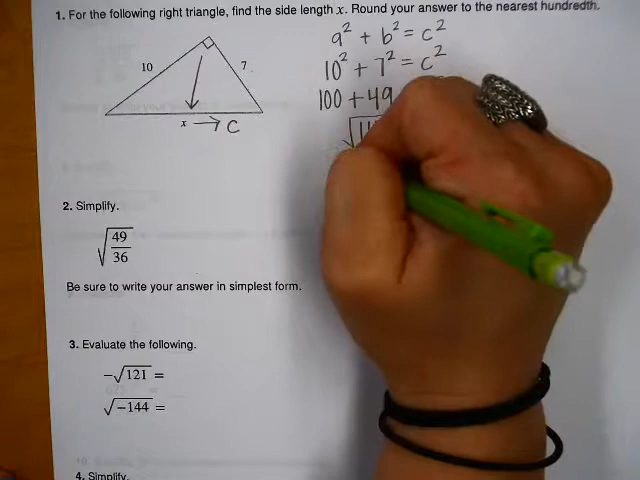 1. For the following right triangle, find the side length x. Round your answer to the nearest hundredth.
a² + b² = c²
10² + 7² = c²
100 + 49
10
7
x → C
2. Simplify.
√49/36
Be sure to write your answer in simplest form.
3. Evaluate the following.
−√121 =
√−144 =
4. Simplify.